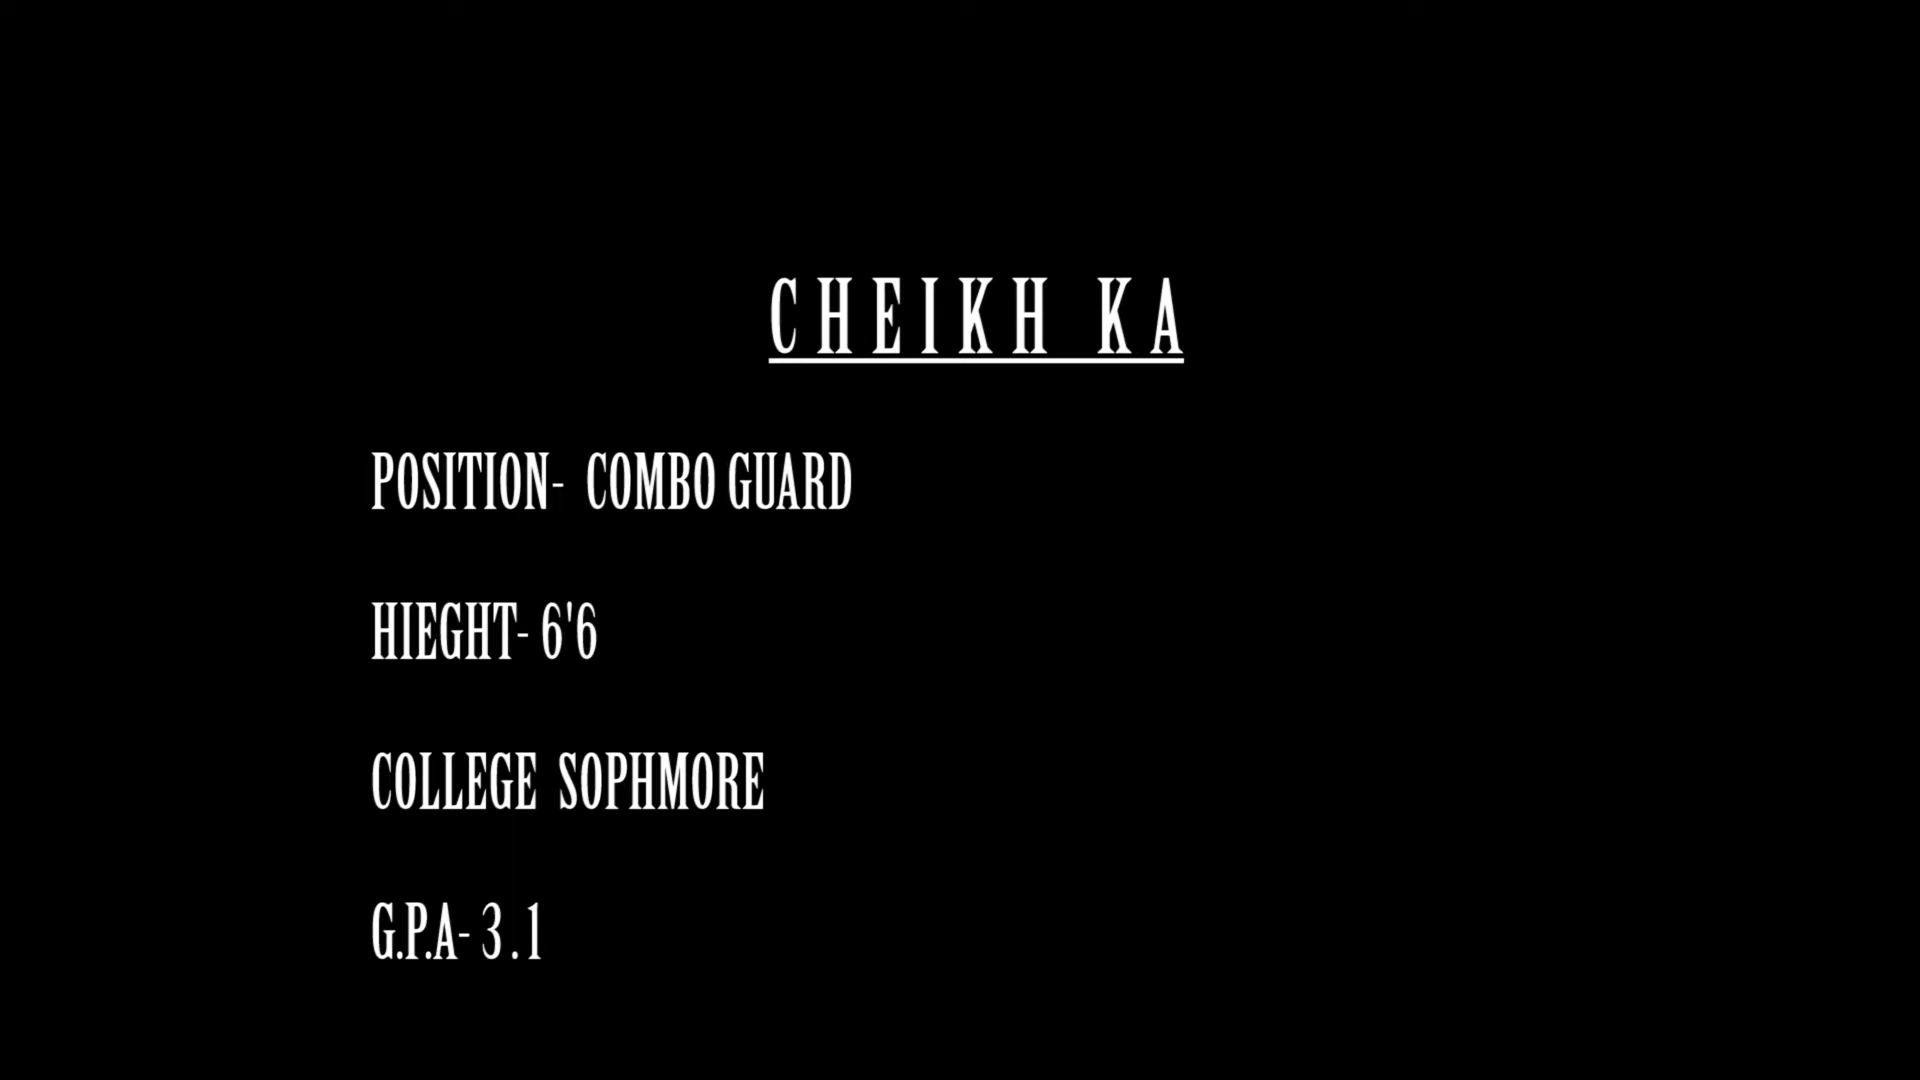 CHEIKH KA
POSITION- COMBO GUARD
HIEGHT- 6'6
COLLEGE SOPHMORE
G.P.A- 3.1